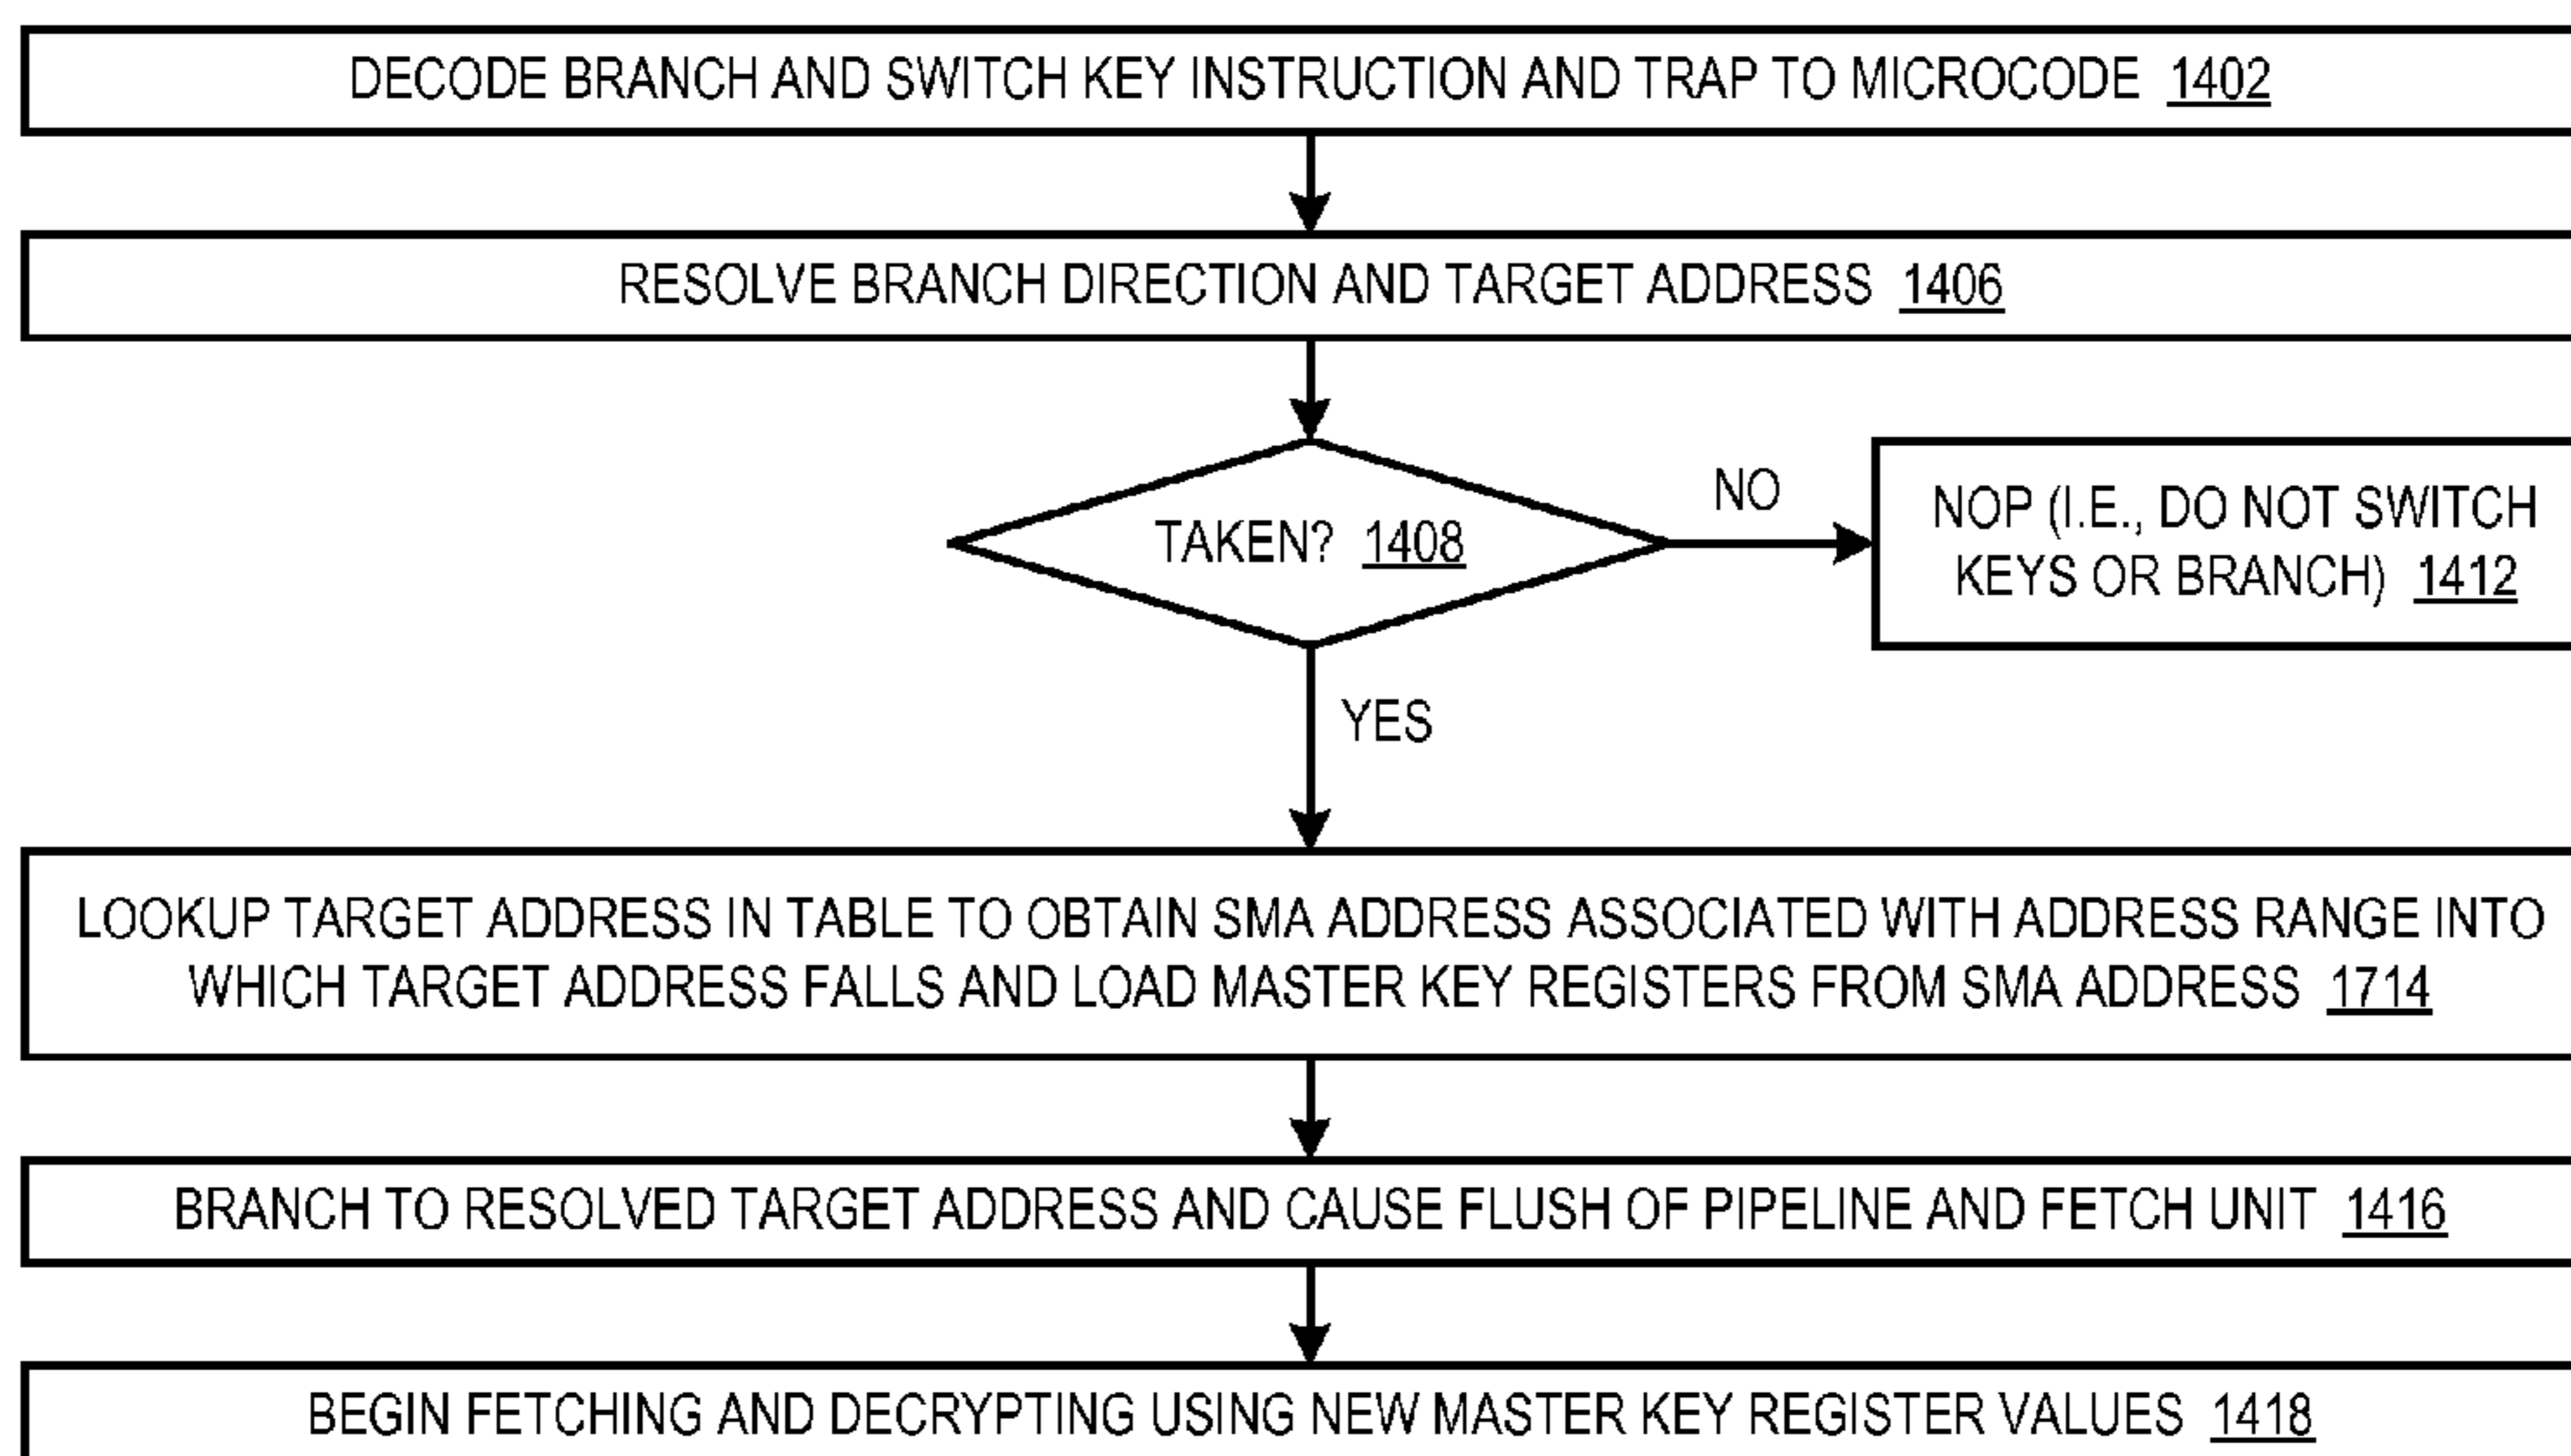 DECODE BRANCH AND SWITCH KEY INSTRUCTION AND TRAP TO MICROCODE 1402
RESOLVE BRANCH DIRECTION AND TARGET ADDRESS 1406
TAKEN? 1408
NO
NOP (I.E., DO NOT SWITCH
KEYS OR BRANCH) 1412
YES
LOOKUP TARGET ADDRESS IN TABLE TO OBTAIN SMA ADDRESS ASSOCIATED WITH ADDRESS RANGE INTO
WHICH TARGET ADDRESS FALLS AND LOAD MASTER KEY REGISTERS FROM SMA ADDRESS 1714
BRANCH TO RESOLVED TARGET ADDRESS AND CAUSE FLUSH OF PIPELINE AND FETCH UNIT 1416
BEGIN FETCHING AND DECRYPTING USING NEW MASTER KEY REGISTER VALUES 1418